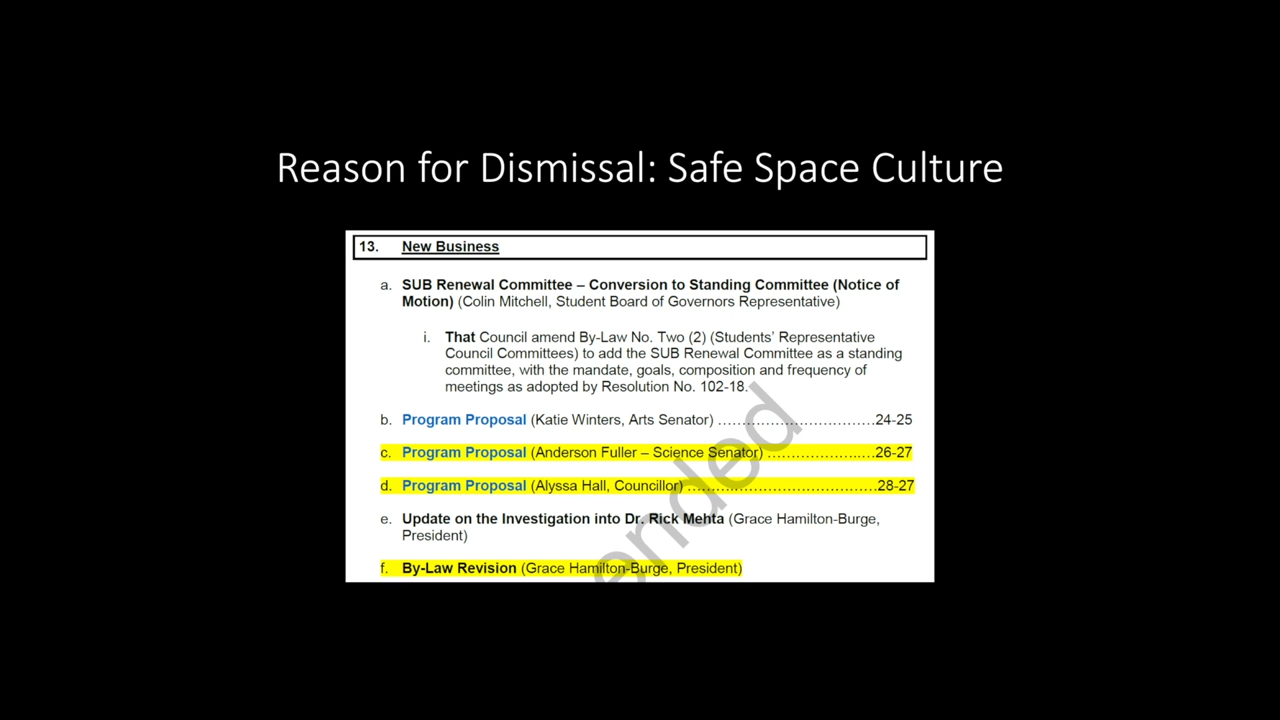 Reason for Dismissal: Safe Space Culture
13. New Business
a. SUB Renewal Committee – Conversion to Standing Committee (Notice of
Motion) (Colin Mitchell, Student Board of Governors Representative)
i. That Council amend By-Law No. Two (2) (Students’ Representative
Council Committees) to add the SUB Renewal Committee as a standing
committee, with the mandate, goals, composition and frequency of
meetings as adopted by Resolution No. 102-18.
b. Program Proposal (Katie Winters, Arts Senator) ……………………………24-25
c. Program Proposal (Anderson Fuller – Science Senator) …………………..26-27
d. Program Proposal (Alyssa Hall, Councillor) …………………………………28-27
e. Update on the Investigation into Dr. Rick Mehta (Grace Hamilton-Burge,
President)
f. By-Law Revision (Grace Hamilton-Burge, President)
ended